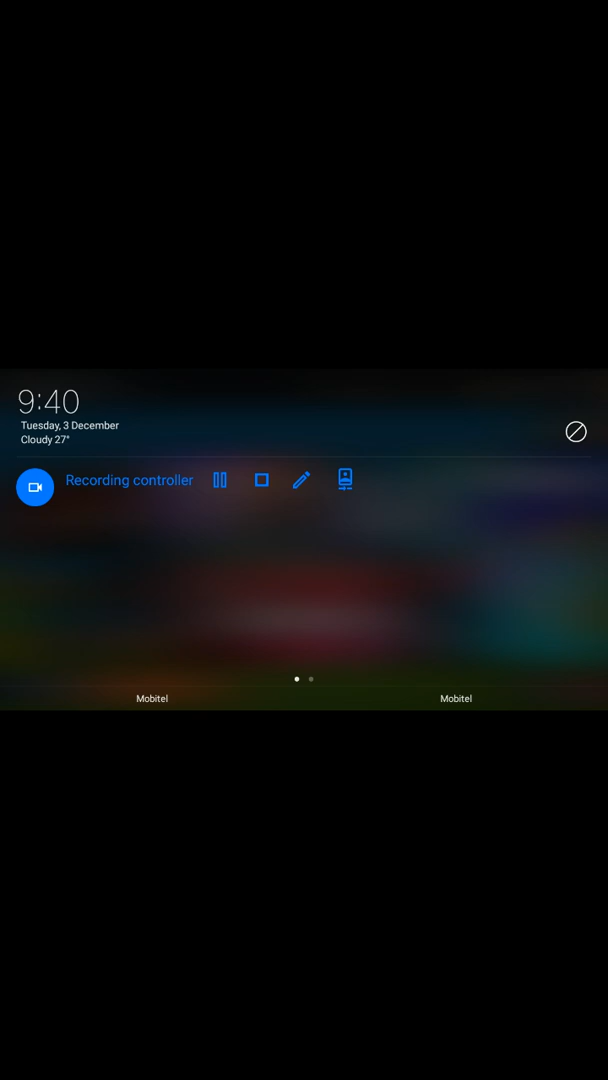 9:40
Tuesday, 3 December
Cloudy 27°
Recording controller
Mobitel Mobitel